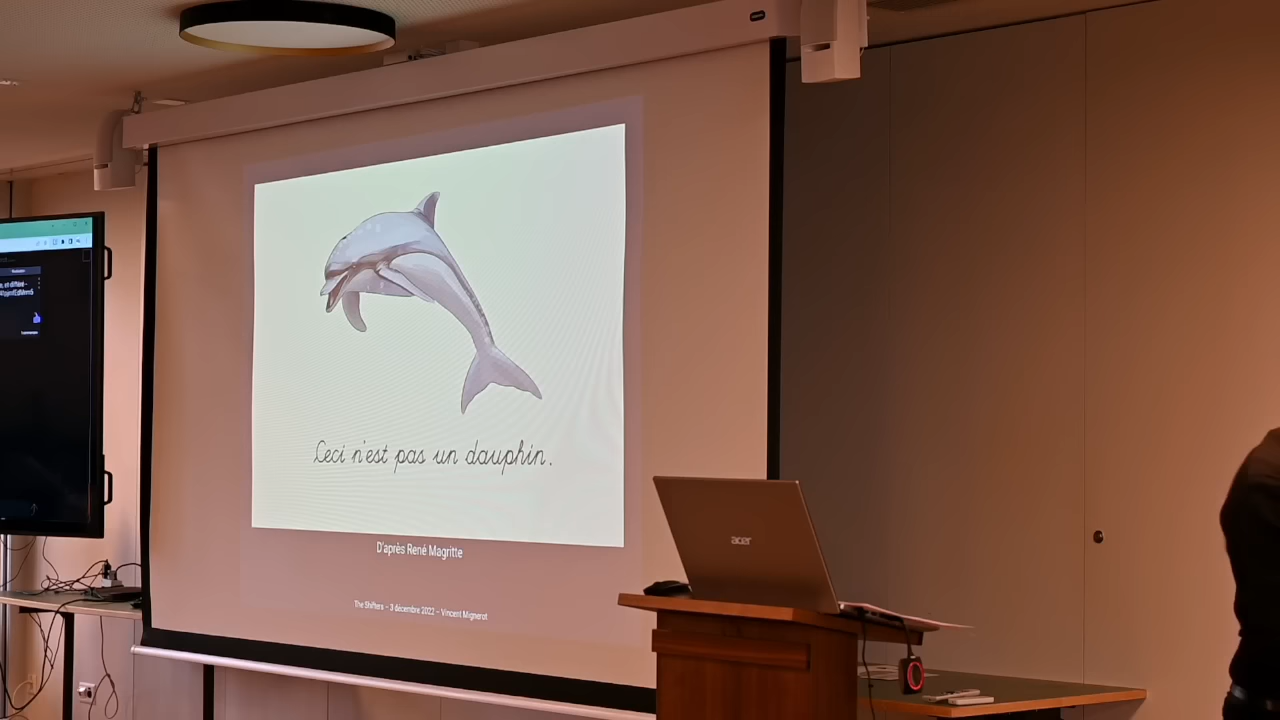 Ceci n'est pas un dauphin.
D'après René Magritte
The Shifters - 3 décembre 2022 - Vincent Mignerot
acer